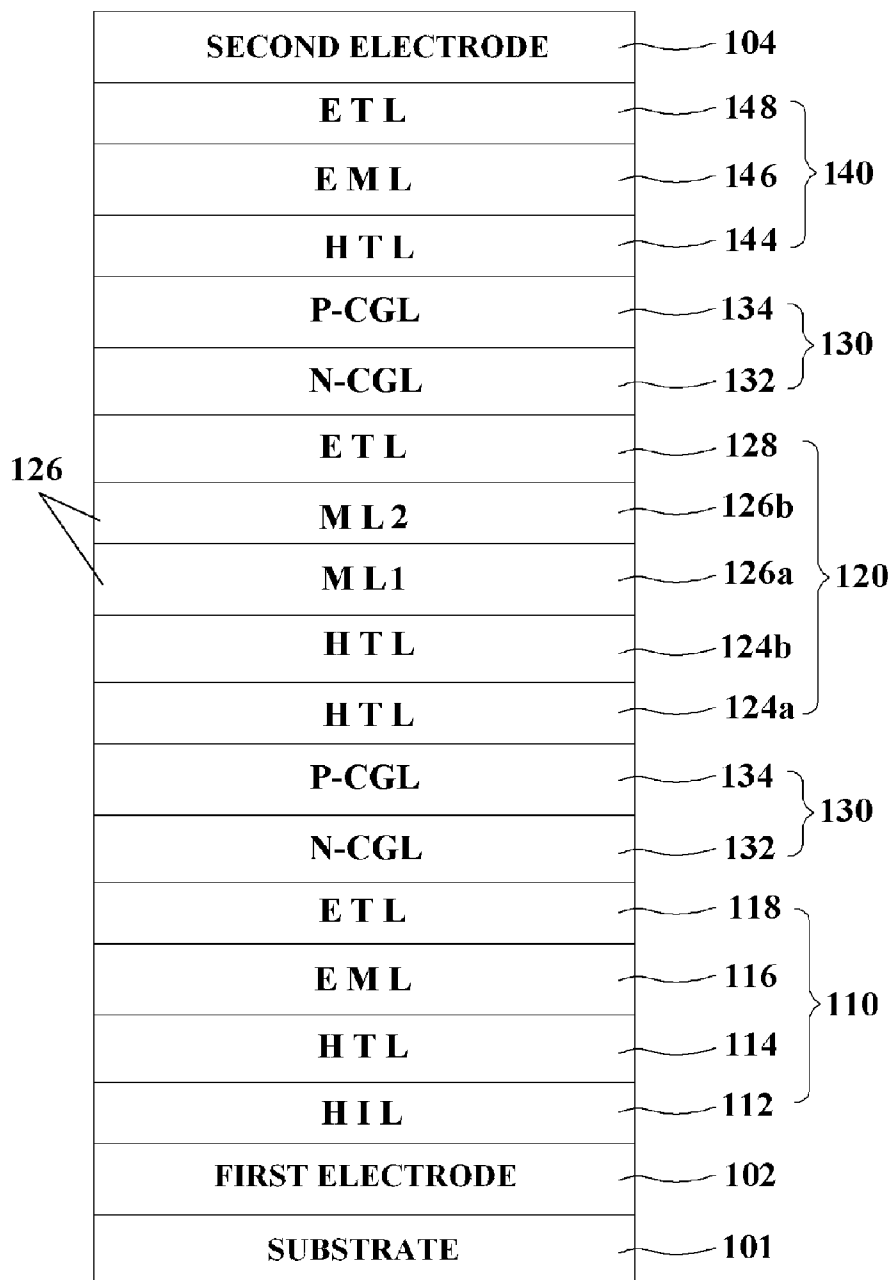 SECOND ELECTRODE 104
E T L 148
E M L 146 140
H T L 144
P-CGL 134
130
N-CGL 132
E T L 128
126
M L 2 126b
M L 1 126a 120
H T L 124b
H T L 124a
P-CGL 134
130
N-CGL 132
E T L 118
E M L 116
110
H T L 114
H I L 112
FIRST ELECTRODE 102
SUBSTRATE 101